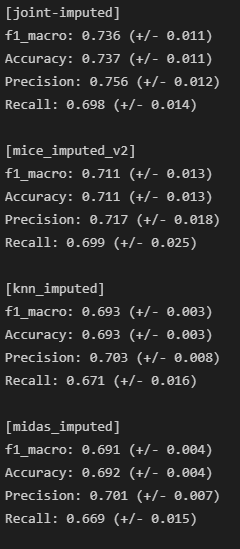 [joint-imputed]
f1_macro: 0.736 (+/- 0.011)
Accuracy: 0.737 (+/- 0.011)
Precision: 0.756 (+/- 0.012)
Recall: 0.698 (+/- 0.014)
[mice_imputed_v2]
f1_macro: 0.711 (+/- 0.013)
Accuracy: 0.711 (+/- 0.013)
Precision: 0.717 (+/- 0.018)
Recall: 0.699 (+/- 0.025)
[knn_imputed]
f1_macro: 0.693 (+/- 0.003)
Accuracy: 0.693 (+/- 0.003)
Precision: 0.703 (+/- 0.008)
Recall: 0.671 (+/- 0.016)
[midas_imputed]
f1_macro: 0.691 (+/- 0.004)
Accuracy: 0.692 (+/- 0.004)
Precision: 0.701 (+/- 0.007)
Recall: 0.669 (+/- 0.015)